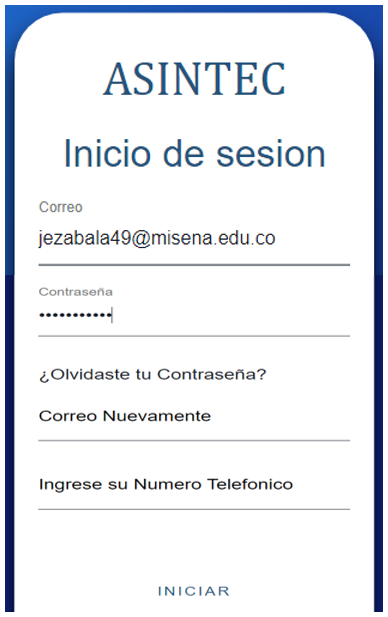 ASINTEC
Inicio de sesion
Correo
jezabala49@misena.edu.co
Contraseña
•••••••••••
¿Olvidaste tu Contraseña?
Correo Nuevamente
Ingrese su Numero Telefonico
INICIAR